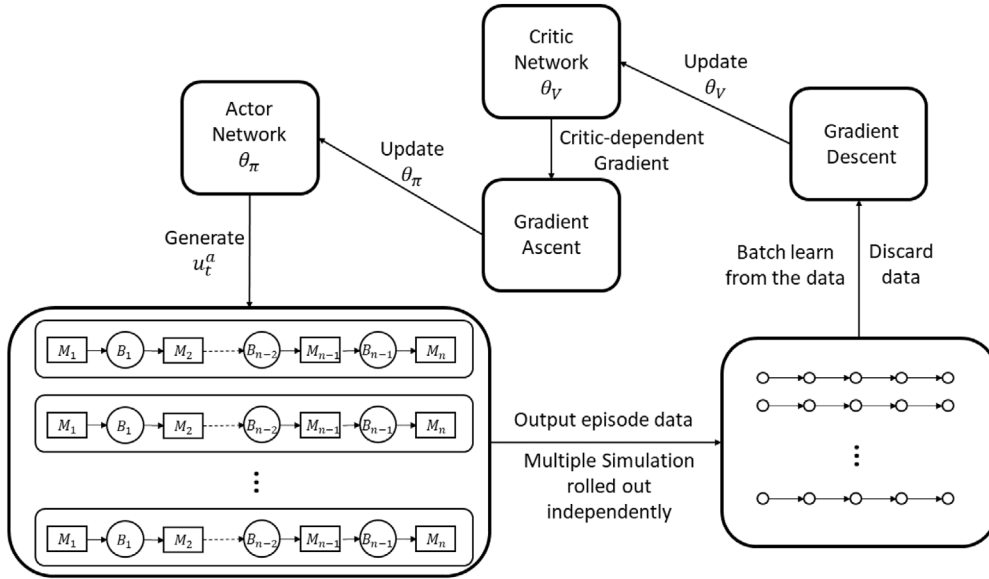 Critic
Network
θ_V
Actor
Network
θ_π
Update
θ_π
Critic-dependent
Gradient
Update
θ_V
Gradient
Descent
Gradient
Ascent
Generate
u_t^a
Batch learn
from the data
Discard
data
M_1 B_1 M_2 B_{n-2} M_{n-1} B_{n-1} M_n
M_1 B_1 M_2 B_{n-2} M_{n-1} B_{n-1} M_n
⋮
M_1 B_1 M_2 B_{n-2} M_{n-1} B_{n-1} M_n
Output episode data
Multiple Simulation
rolled out
independently
⋮